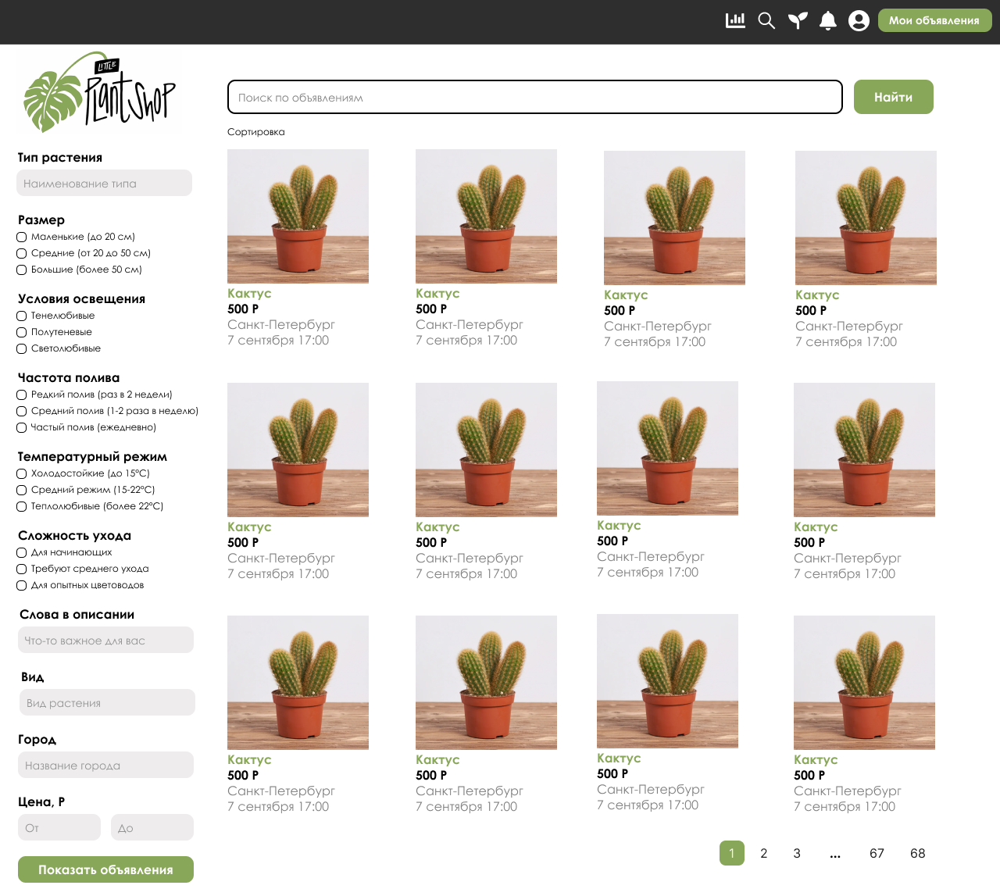 Мои объявления
LITTLE
Plant Shop
Поиск по объявлениям
Найти
Сортировка
Тип растения
Наименование типа
Размер
Маленькие (до 20 см)
Средние (от 20 до 50 см)
Большие (более 50 см)
Условия освещения
Тенелюбивые
Полутеневые
Светолюбивые
Частота полива
Редкий полив (раз в 2 недели)
Средний полив (1-2 раза в неделю)
Частый полив (ежедневно)
Температурный режим
Холодостойкие (до 15°C)
Средний режим (15-22°C)
Теплолюбивые (более 22°C)
Сложность ухода
Для начинающих
Требуют среднего ухода
Для опытных цветоводов
Слова в описании
Что-то важное для вас
Вид
Вид растения
Город
Название города
Цена, Р
От
До
Показать объявления
Кактус
500 Р
Санкт-Петербург
7 сентября 17:00
Кактус
500 Р
Санкт-Петербург
7 сентября 17:00
Кактус
500 Р
Санкт-Петербург
7 сентября 17:00
Кактус
500 Р
Санкт-Петербург
7 сентября 17:00
Кактус
500 Р
Санкт-Петербург
7 сентября 17:00
Кактус
500 Р
Санкт-Петербург
7 сентября 17:00
Кактус
500 Р
Санкт-Петербург
7 сентября 17:00
Кактус
500 Р
Санкт-Петербург
7 сентября 17:00
Кактус
500 Р
Санкт-Петербург
7 сентября 17:00
Кактус
500 Р
Санкт-Петербург
7 сентября 17:00
Кактус
500 Р
Санкт-Петербург
7 сентября 17:00
Кактус
500 Р
Санкт-Петербург
7 сентября 17:00
1 2 3 ... 67 68